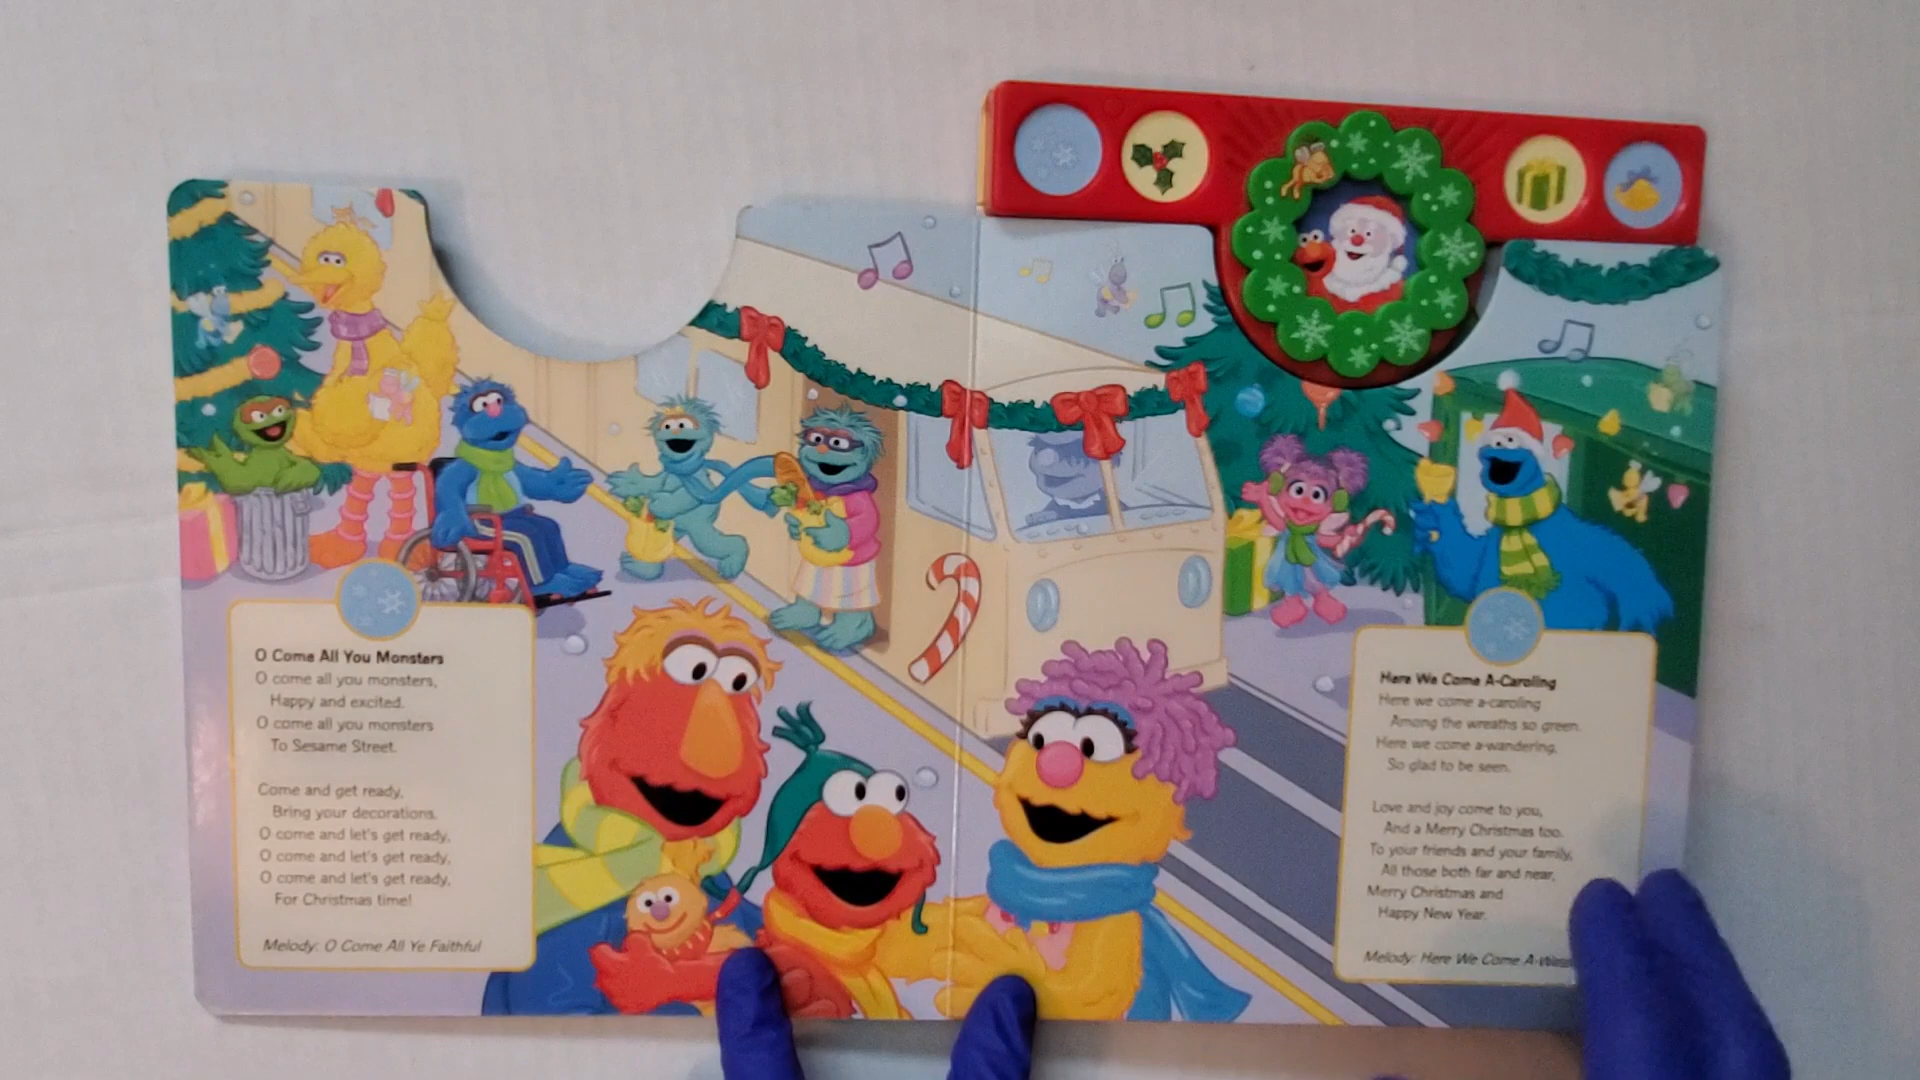 O Come All You Monsters
O come all you monsters,
Happy and excited.
O come all you monsters
To Sesame Street.
Come and get ready,
Bring your decorations.
O come and let's get ready,
O come and let's get ready,
O come and let's get ready,
For Christmas time!
Melody: O Come All Ye Faithful
Here We Come A-Caroling
Here we come a-caroling
Among the wreaths so green.
Here we come a-wandering,
So glad to be seen.
Love and joy come to you,
And a Merry Christmas too.
To your friends and your family,
All those both far and near,
Merry Christmas and
Happy New Year.
Melody: Here We Come